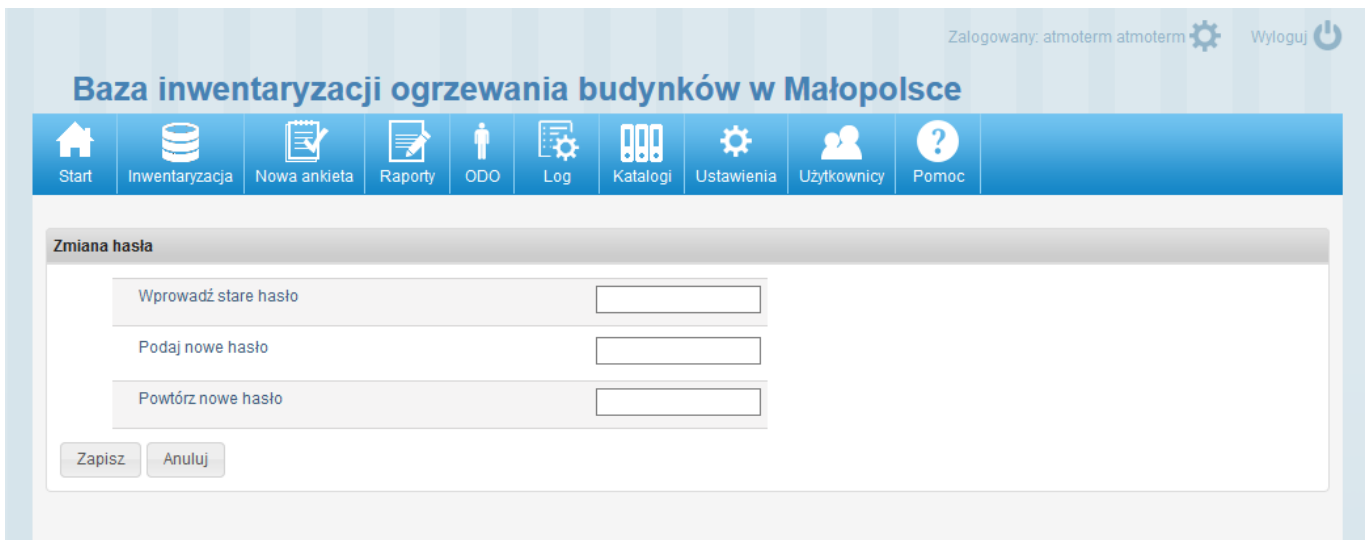 Zalogowany: atmoterm atmoterm Wyloguj
Baza inwentaryzacji ogrzewania budynków w Małopolsce
Start Inwentaryzacja Nowa ankieta Raporty ODO Log Katalogi Ustawienia Użytkownicy Pomoc
Zmiana hasła
Wprowadź stare hasło
Podaj nowe hasło
Powtórz nowe hasło
Zapisz Anuluj